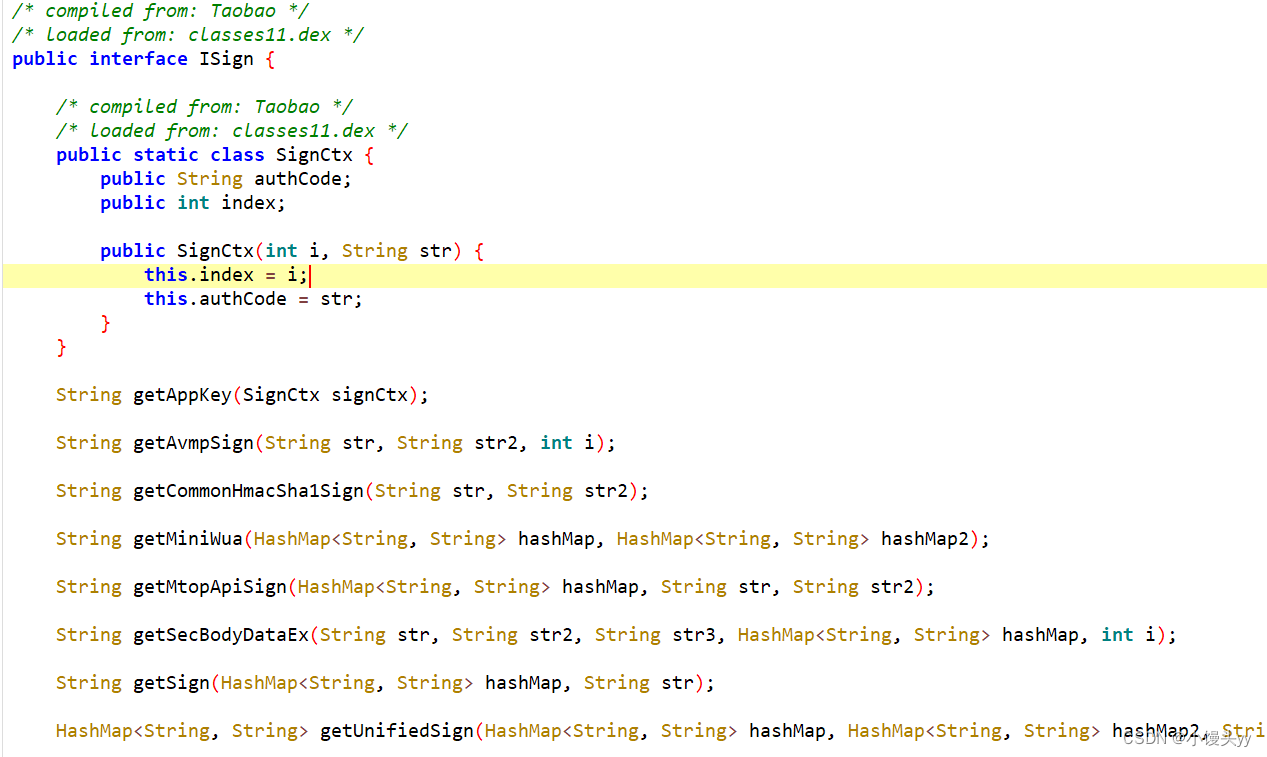 /* compiled from: Taobao */
/* loaded from: classes11.dex */
public interface ISign {
/* compiled from: Taobao */
/* loaded from: classes11.dex */
public static class SignCtx {
public String authCode;
public int index;
public SignCtx(int i, String str) {
this.index = i;
this.authCode = str;
}
}
String getAppKey(SignCtx signCtx);
String getAvmpSign(String str, String str2, int i);
String getCommonHmacSha1Sign(String str, String str2);
String getMiniWua(HashMap<String, String> hashMap, HashMap<String, String> hashMap2);
String getMtopApiSign(HashMap<String, String> hashMap, String str, String str2);
String getSecBodyDataEx(String str, String str2, String str3, HashMap<String, String> hashMap, int i);
String getSign(HashMap<String, String> hashMap, String str);
HashMap<String, String> getUnifiedSign(HashMap<String, String> hashMap, HashMap<String, String> hashMap2, Stri
CSDN @小馒头yy